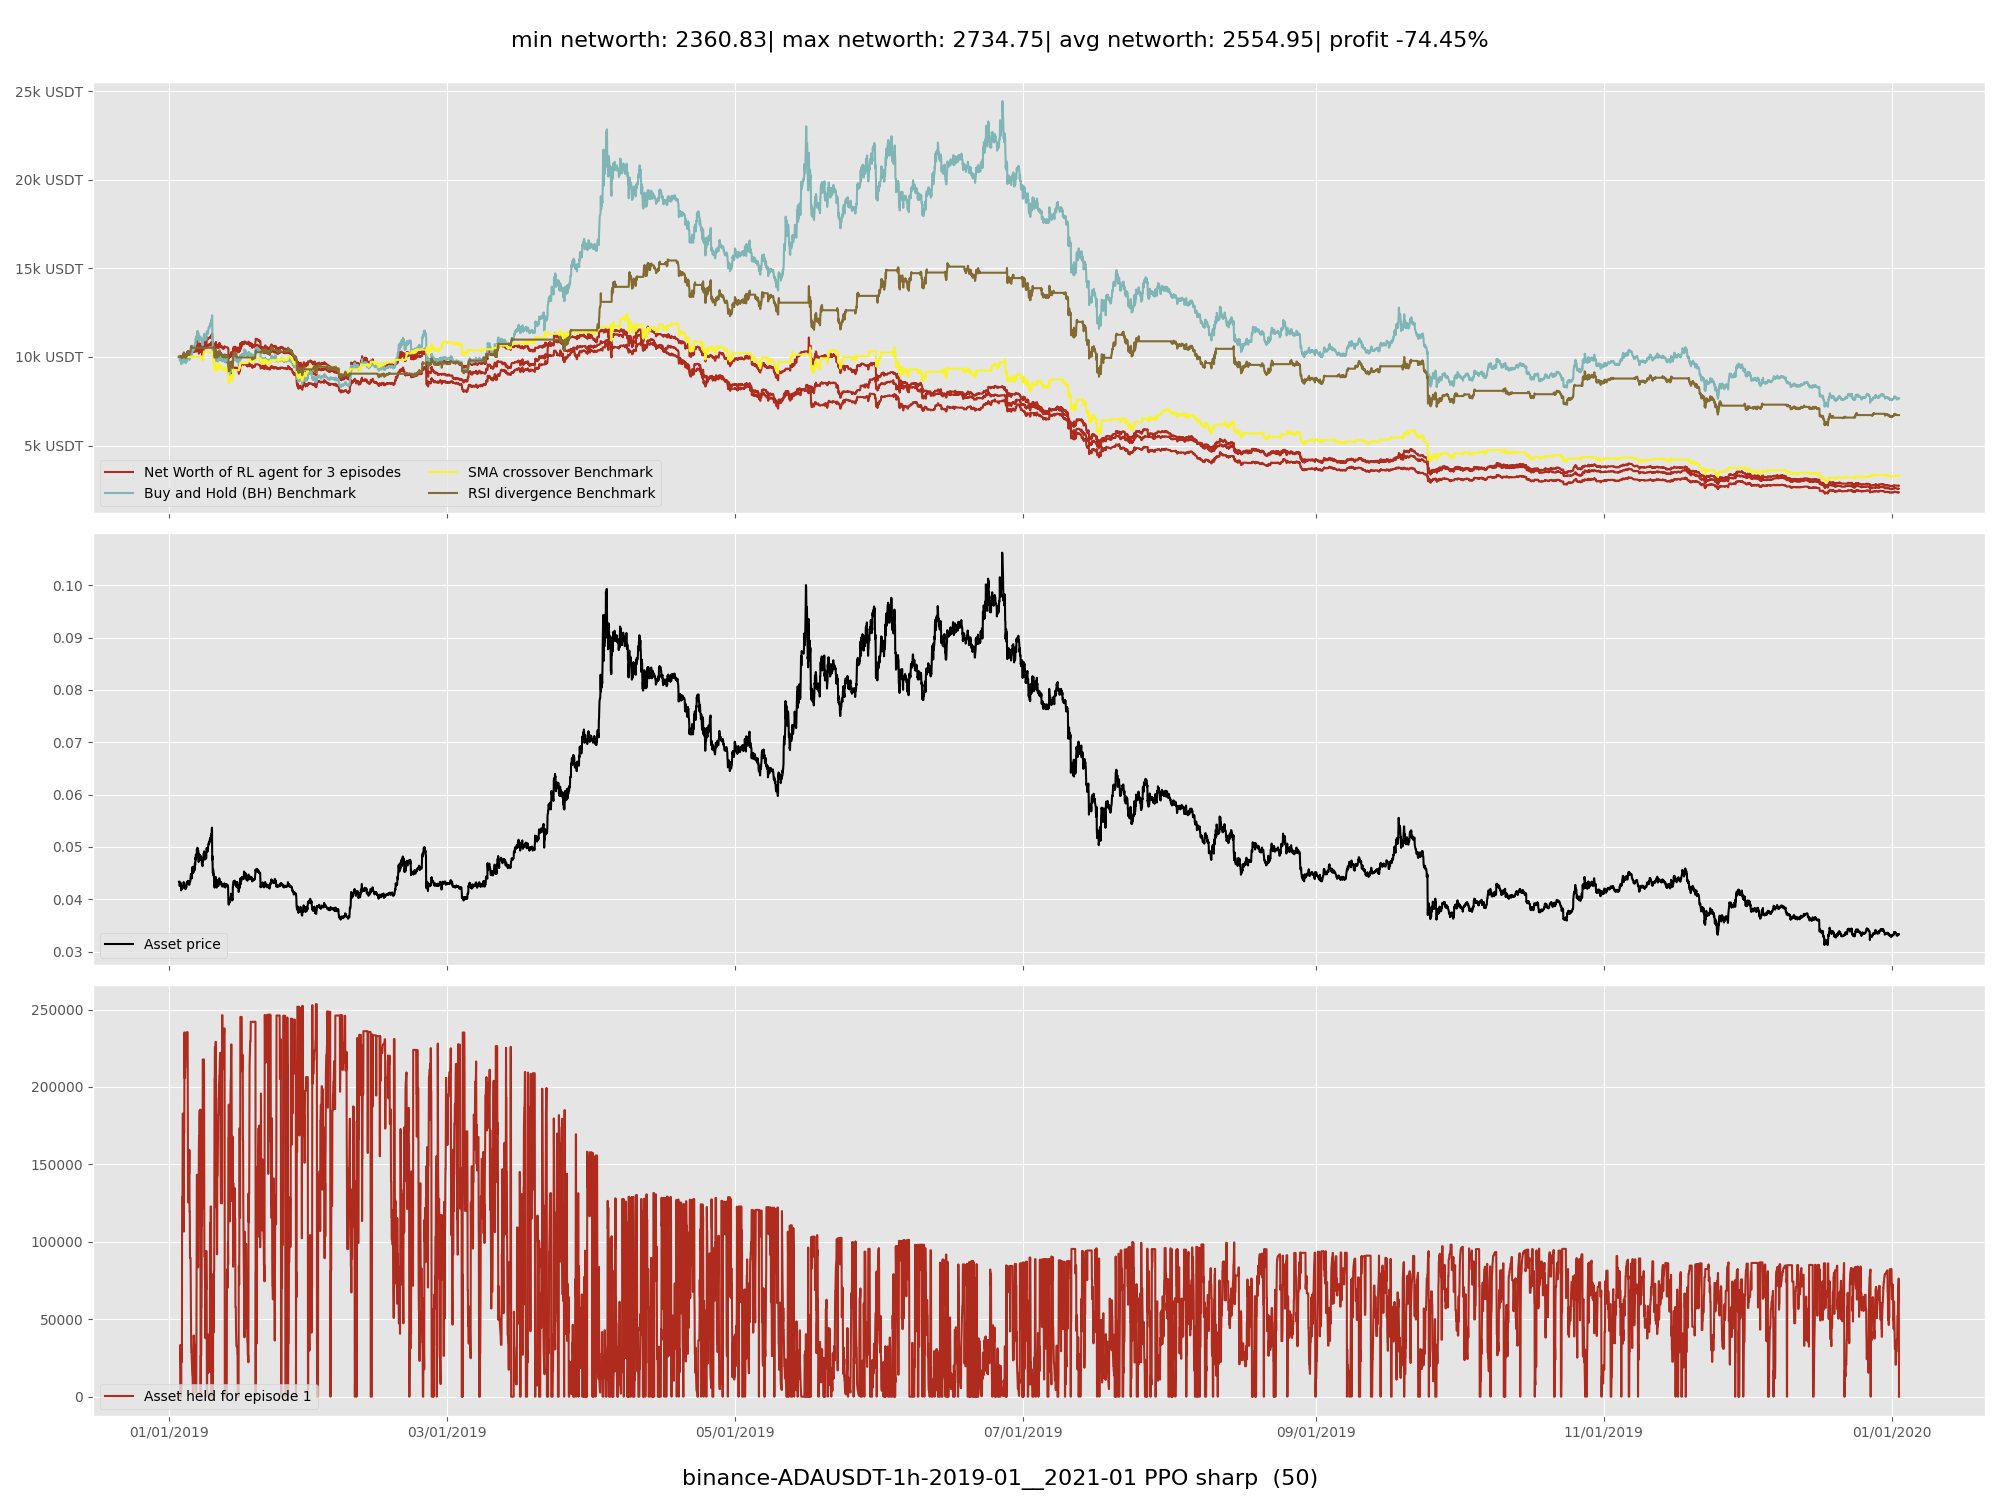 min networth: 2360.83| max networth: 2734.75| avg networth: 2554.95| profit -74.45%
25k USDT
20k USDT
15k USDT
10k USDT
5k USDT
Net Worth of RL agent for 3 episodes
Buy and Hold (BH) Benchmark
SMA crossover Benchmark
RSI divergence Benchmark
0.10
0.09
0.08
0.07
0.06
0.05
0.04
0.03
Asset price
250000
200000
150000
100000
50000
0
Asset held for episode 1
01/01/2019
03/01/2019
05/01/2019
07/01/2019
09/01/2019
11/01/2019
01/01/2020
binance-ADAUSDT-1h-2019-01__2021-01 PPO sharp  (50)